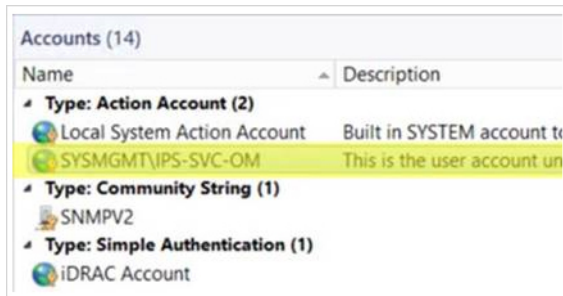 Accounts (14)
Name Description
Type: Action Account (2)
Local System Action Account Built in SYSTEM account to
SYSMGMT\IPS-SVC-OM This is the user account un
Type: Community String (1)
SNMPV2
Type: Simple Authentication (1)
iDRAC Account